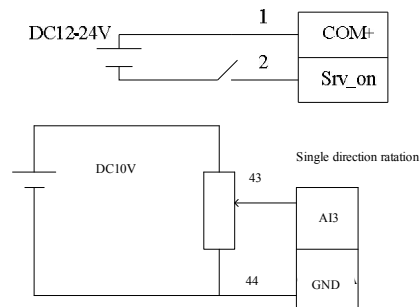 1
DC12-24V
COM+
2
Srv_on
Single direction ratation
DC10V
43
AI3
44
GND